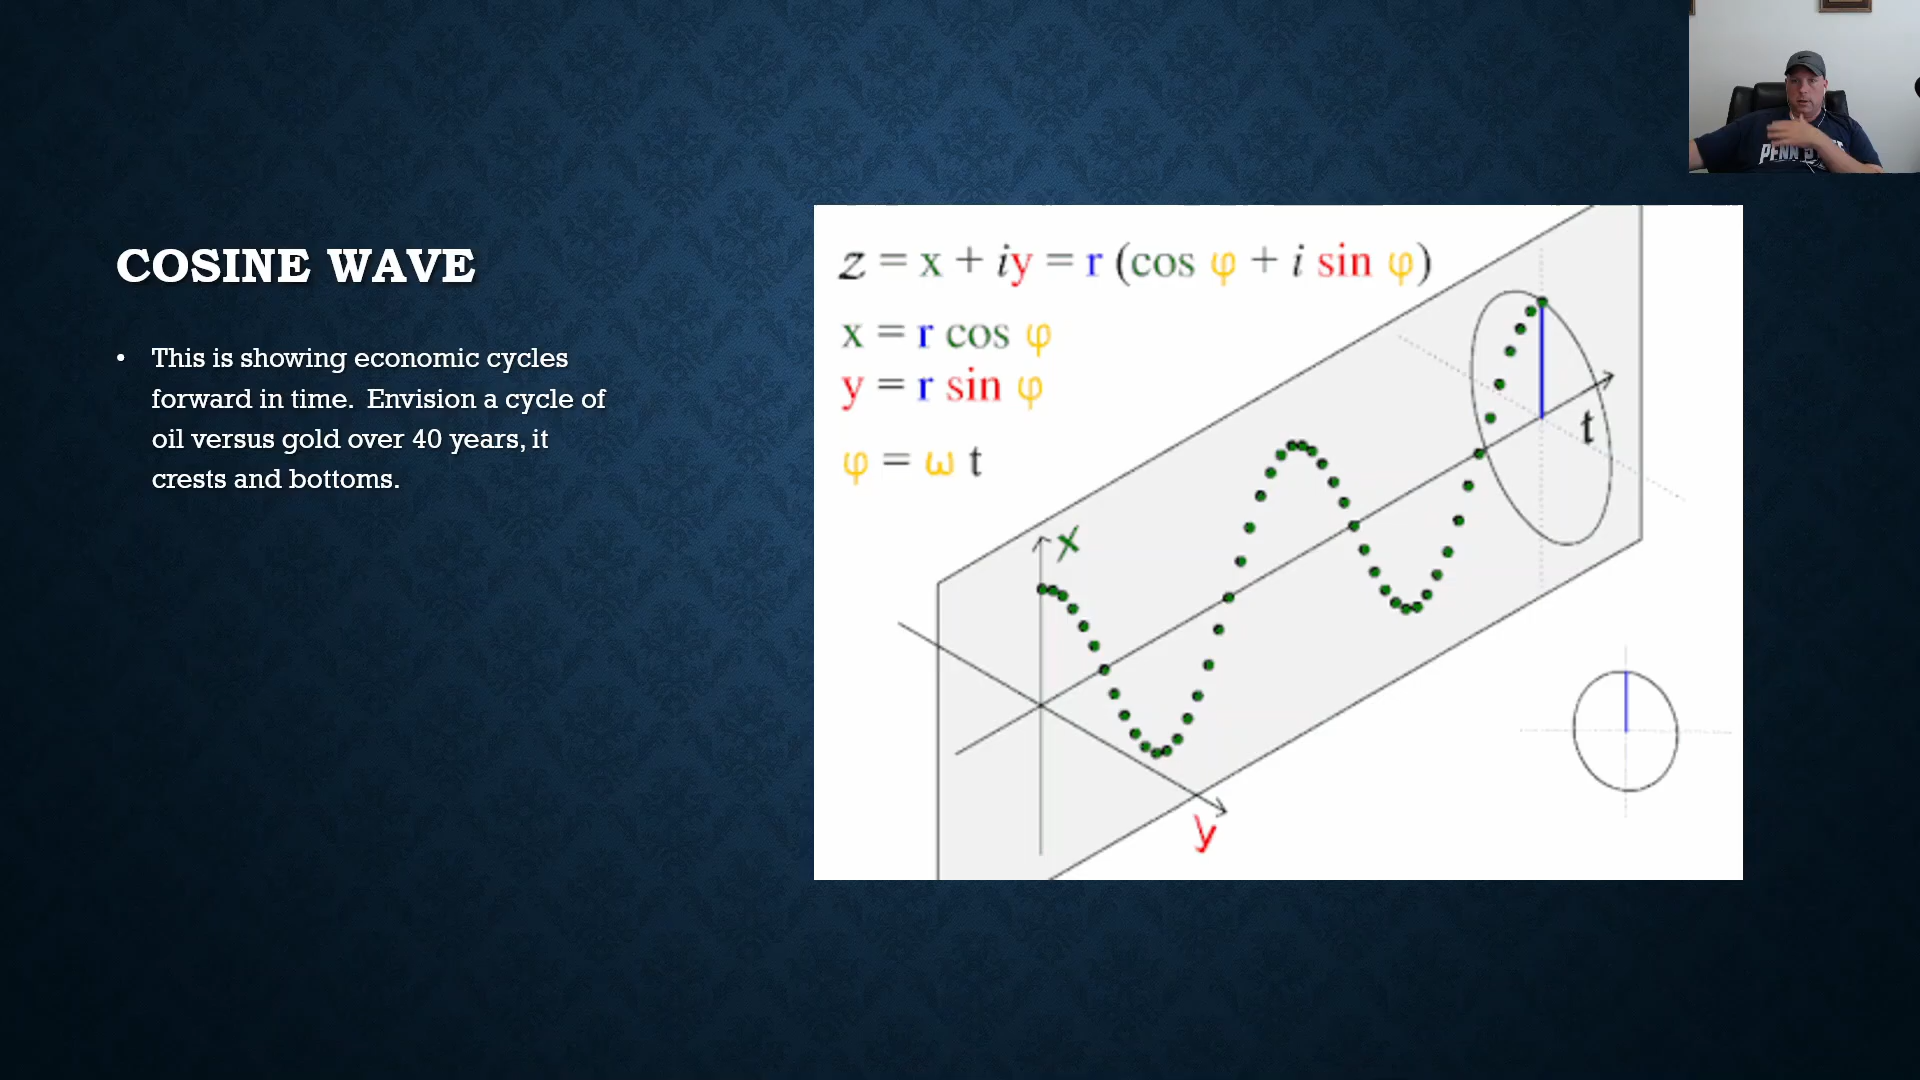 COSINE WAVE
• This is showing economic cycles
forward in time. Envision a cycle of
oil versus gold over 40 years, it
crests and bottoms.
z = x + iy = r (cos φ + i sin φ)
x = r cos φ
y = r sin φ
φ = ω t
x
t
y
PENN